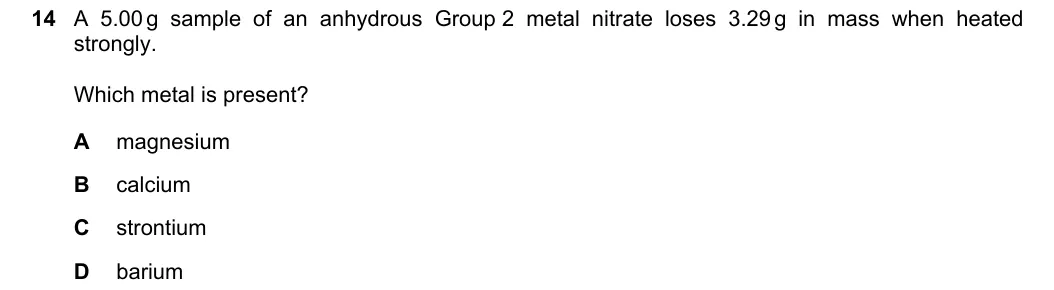 14 A 5.00 g sample of an anhydrous Group 2 metal nitrate loses 3.29 g in mass when heated
strongly.
Which metal is present?
A magnesium
B calcium
C strontium
D barium